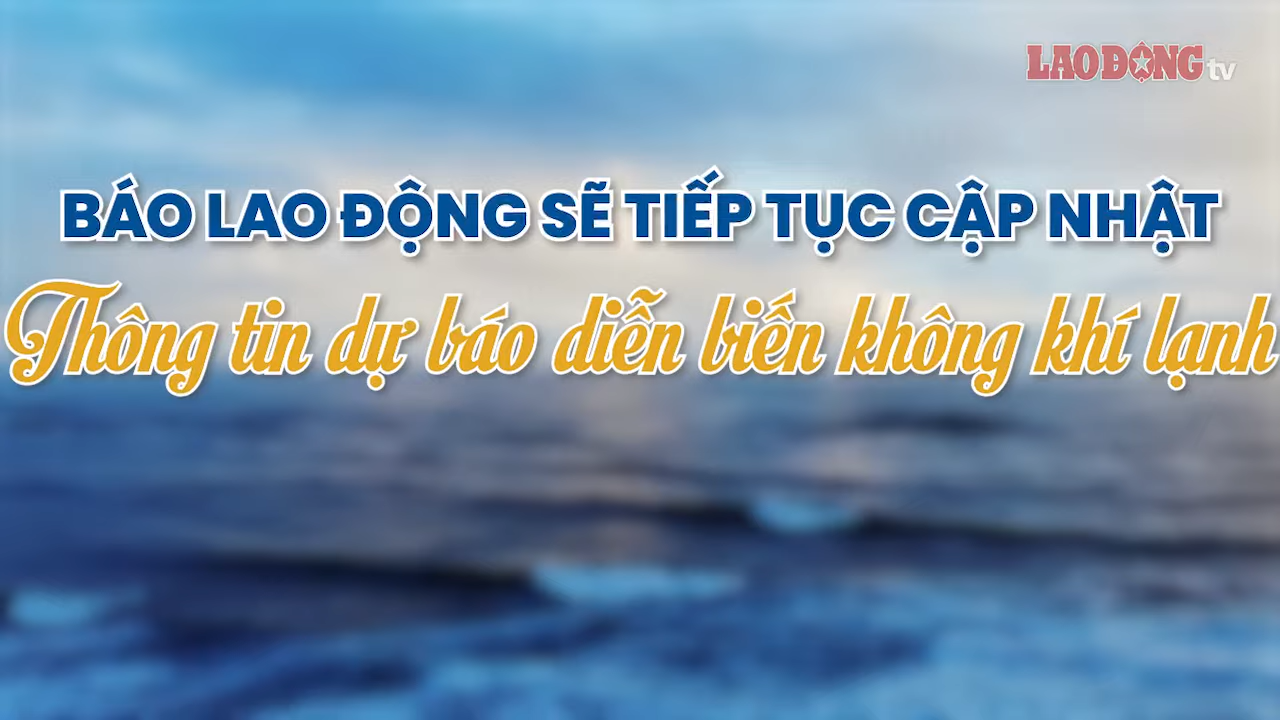 LAO ĐỘNG tv
BÁO LAO ĐỘNG SẼ TIẾP TỤC CẬP NHẬT
Thông tin dự báo diễn biến không khí lạnh